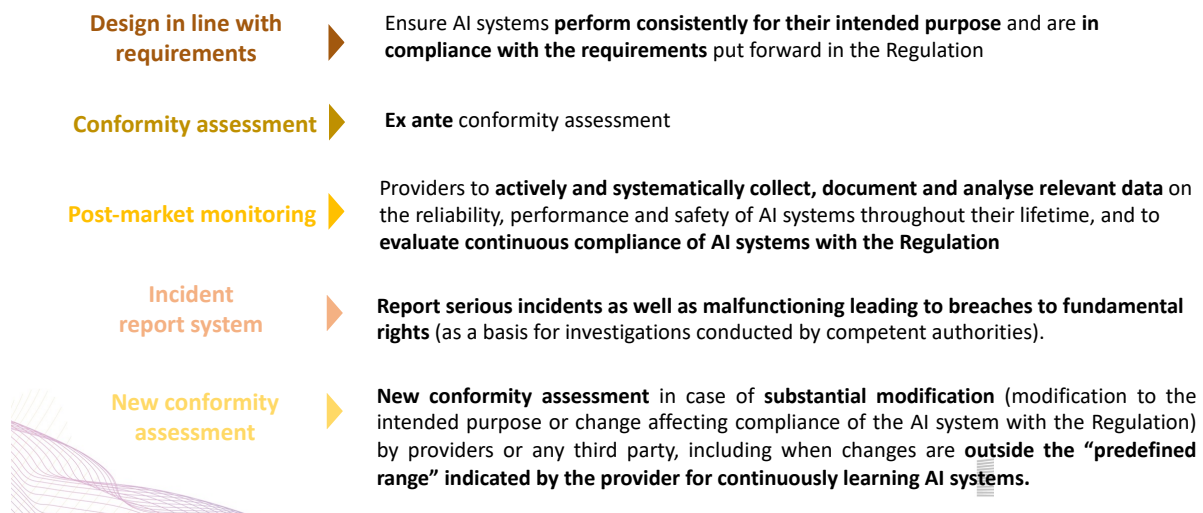 Design in line with
requirements
Ensure AI systems perform consistently for their intended purpose and are in
compliance with the requirements put forward in the Regulation
Conformity assessment
Ex ante conformity assessment
Post-market monitoring
Providers to actively and systematically collect, document and analyse relevant data on
the reliability, performance and safety of AI systems throughout their lifetime, and to
evaluate continuous compliance of AI systems with the Regulation
Incident
report system
Report serious incidents as well as malfunctioning leading to breaches to fundamental
rights (as a basis for investigations conducted by competent authorities).
New conformity
assessment
New conformity assessment in case of substantial modification (modification to the
intended purpose or change affecting compliance of the AI system with the Regulation)
by providers or any third party, including when changes are outside the “predefined
range” indicated by the provider for continuously learning AI systems.